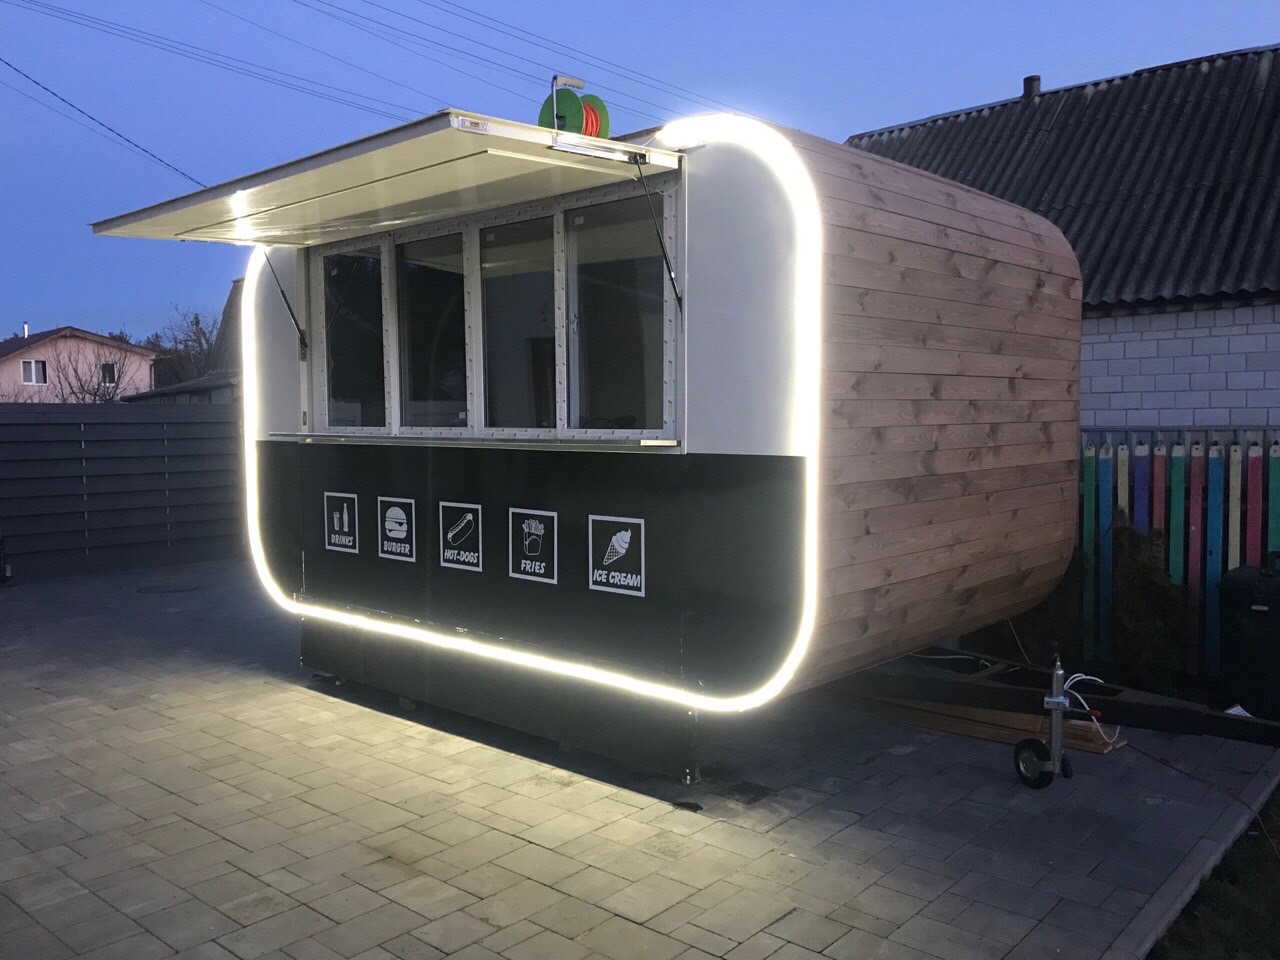 DRINKS
BURGER
HOT-DOGS
FRIES
ICE CREAM